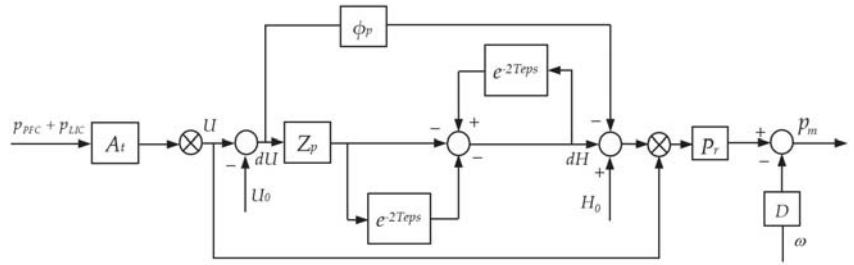 ϕp
e-2Teps
pPFC + pLIC
At
U
−
dU
U0
Zp
−
+
−
e-2Teps
dH
−
+
H0
Pr
+
−
pm
D
ω